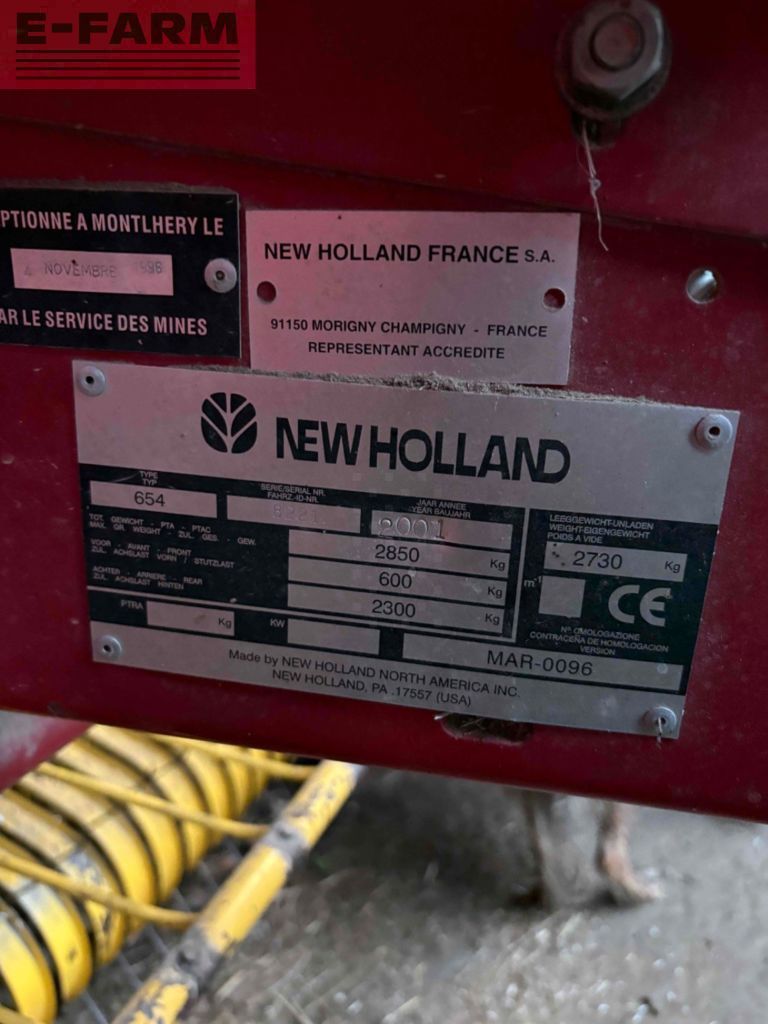 E-FARM
PTIONNE A MONTLHERY LE
4 NOVEMBRE 1996
AR LE SERVICE DES MINES
NEW HOLLAND FRANCE S.A.
91150 MORIGNY CHAMPIGNY - FRANCE
REPRESENTANT ACCREDITE
NEW HOLLAND
TYPE
TYP
654
SERIE/SERIAL NR.
FAHRZ.-ID-NR.
JAAR ANNEE
YEAR BAUJAHR
2001
TOT. GEWICHT - PTA - PTAC
MAX. GR. WEIGHT - ZUL. GES. - GEW.
2850 Kg
VOOR - AVANT - FRONT
ZUL. ACHSLAST VORN / STUTZLAST
600 Kg
ACHTER - ARRIERE - REAR
ZUL. ACHSLAST HINTEN
2300 Kg
LEEGGEWICHT-UNLADEN
WEIGHT-EIGENGEWICHT
POIDS A VIDE
2730 Kg
m-1
CE
PTRA
Kg
KW
Nº OMOLOGAZIONE
CONTRACEÑA DE HOMOLOGACION
VERSION
MAR-0096
Made by NEW HOLLAND NORTH AMERICA INC.
NEW HOLLAND, PA .17557 (USA)